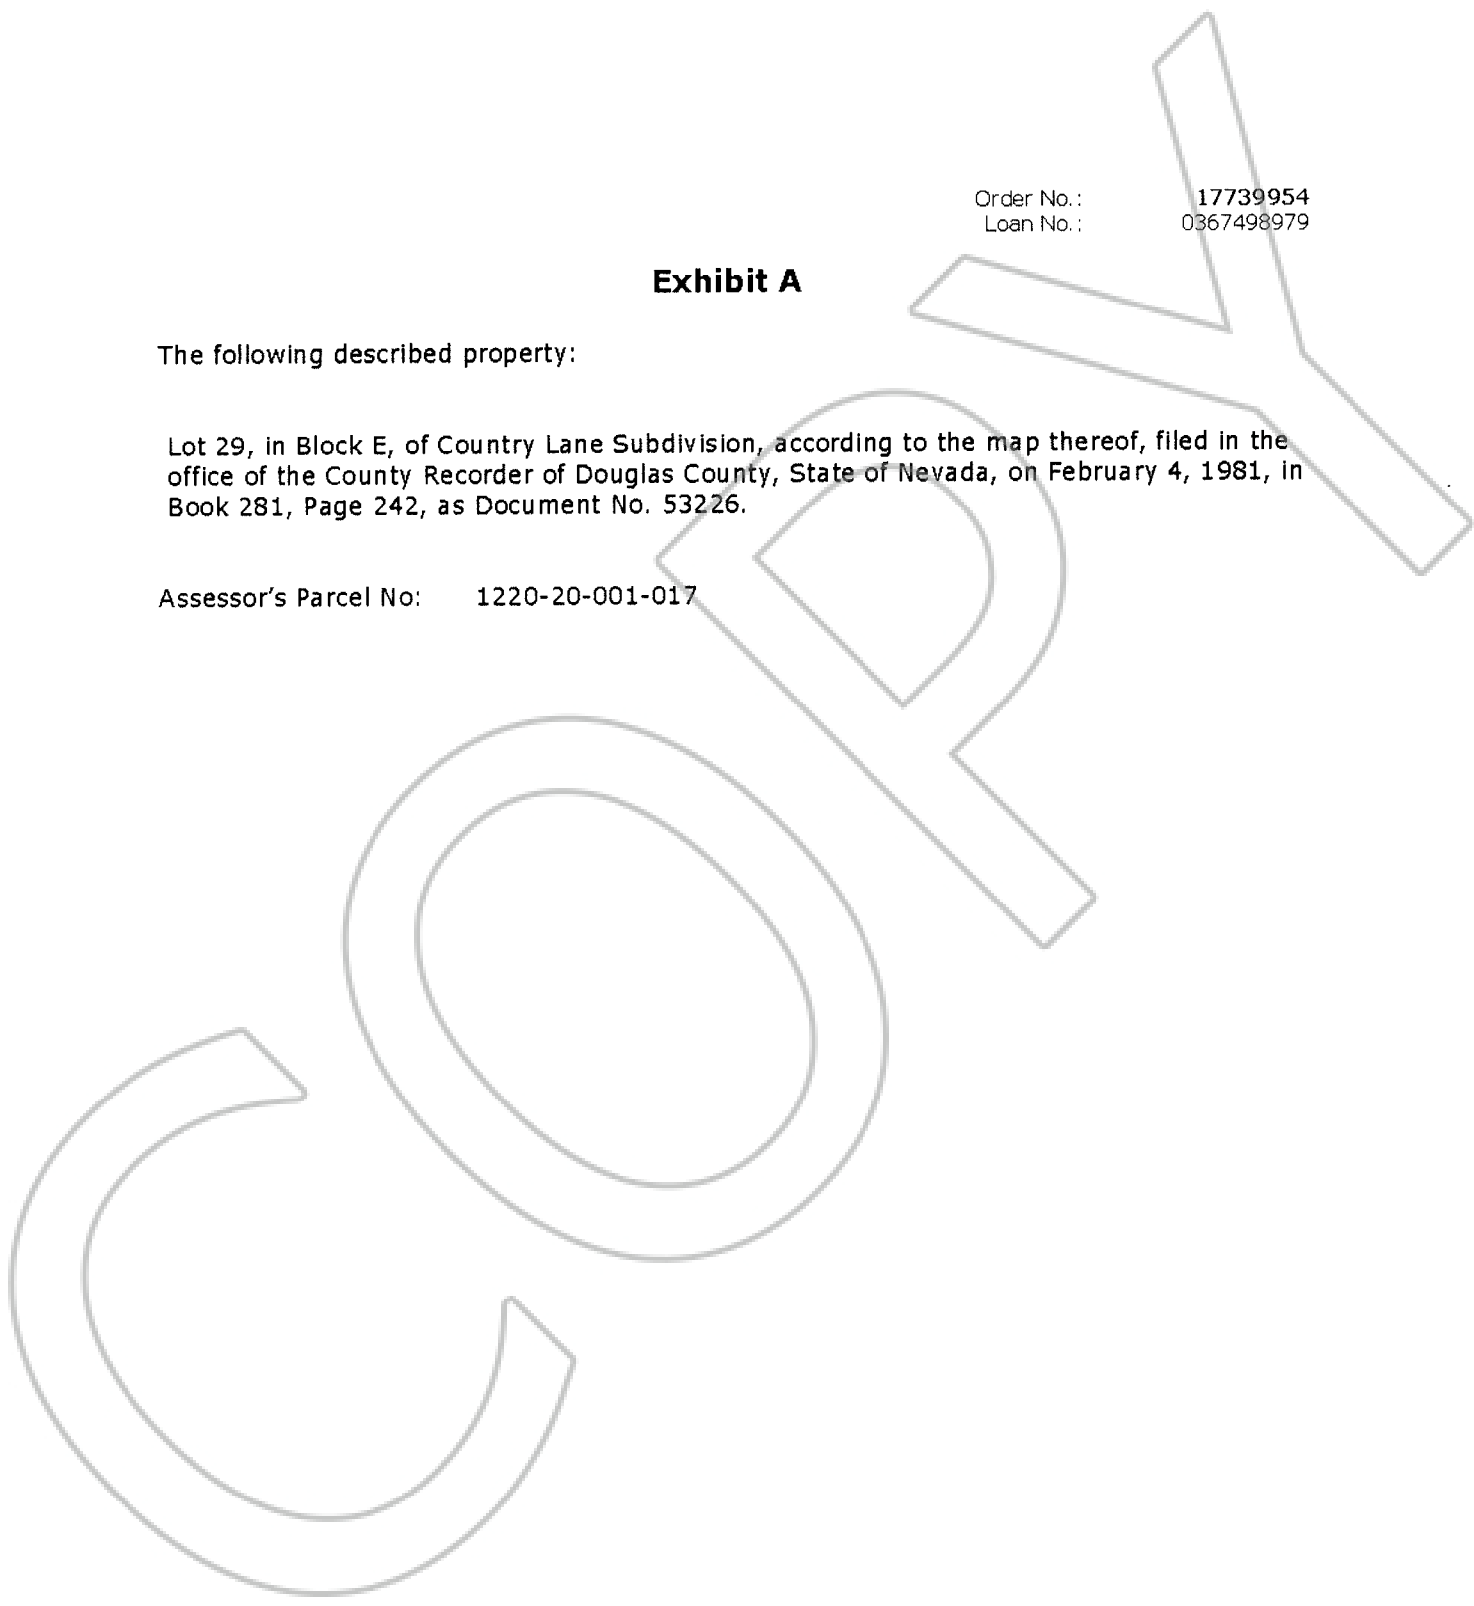 Order No.: 17739954
Loan No.: 0367498979
Exhibit A
The following described property:
Lot 29, in Block E, of Country Lane Subdivision, according to the map thereof, filed in the
office of the County Recorder of Douglas County, State of Nevada, on February 4, 1981, in
Book 281, Page 242, as Document No. 53226.
Assessor's Parcel No: 1220-20-001-017
COPY